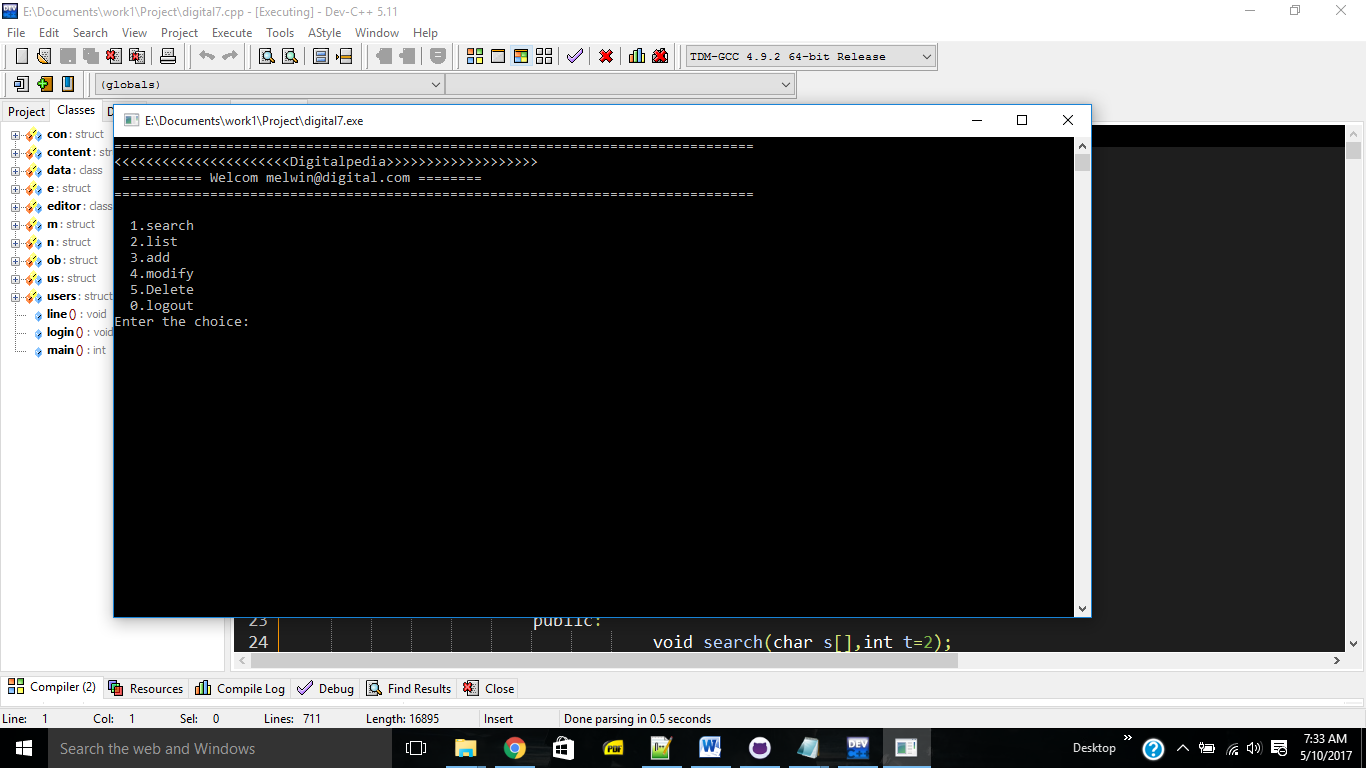 E:\Documents\work1\Project\digital7.cpp - [Executing] - Dev-C++ 5.11
File Edit Search View Project Execute Tools AStyle Window Help
TDM-GCC 4.9.2 64-bit Release
(globals)
Project Classes
con : struct
content : str
data : class
e : struct
editor : class
m : struct
n : struct
ob : struct
us : struct
users : struct
line () : void
login () : void
main () : int
E:\Documents\work1\Project\digital7.exe
================================================================================
<<<<<<<<<<<<<<<<<<<<<<Digitalpedia>>>>>>>>>>>>>>>>>>>
========== Welcom melwin@digital.com ========
================================================================================
1.search
2.list
3.add
4.modify
5.Delete
0.logout
Enter the choice:
23 public:
24 void search(char s[],int t=2);
Compiler (2) Resources Compile Log Debug Find Results Close
Line: 1 Col: 1 Sel: 0 Lines: 711 Length: 16895 Insert Done parsing in 0.5 seconds
Search the web and Windows
PDF
DEV
Desktop
7:33 AM
5/10/2017